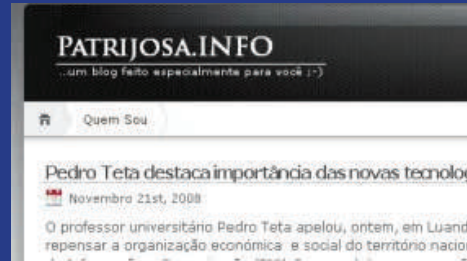 PATRIJOSA.INFO
...um blog feito especialmente para você ;-)
Quem Sou
Pedro Teta destaca importância das novas tecnolog
Novembro 21st, 2008
O professor universitário Pedro Teta apelou, ontem, em Luand
repensar a organização económica e social do território nacio